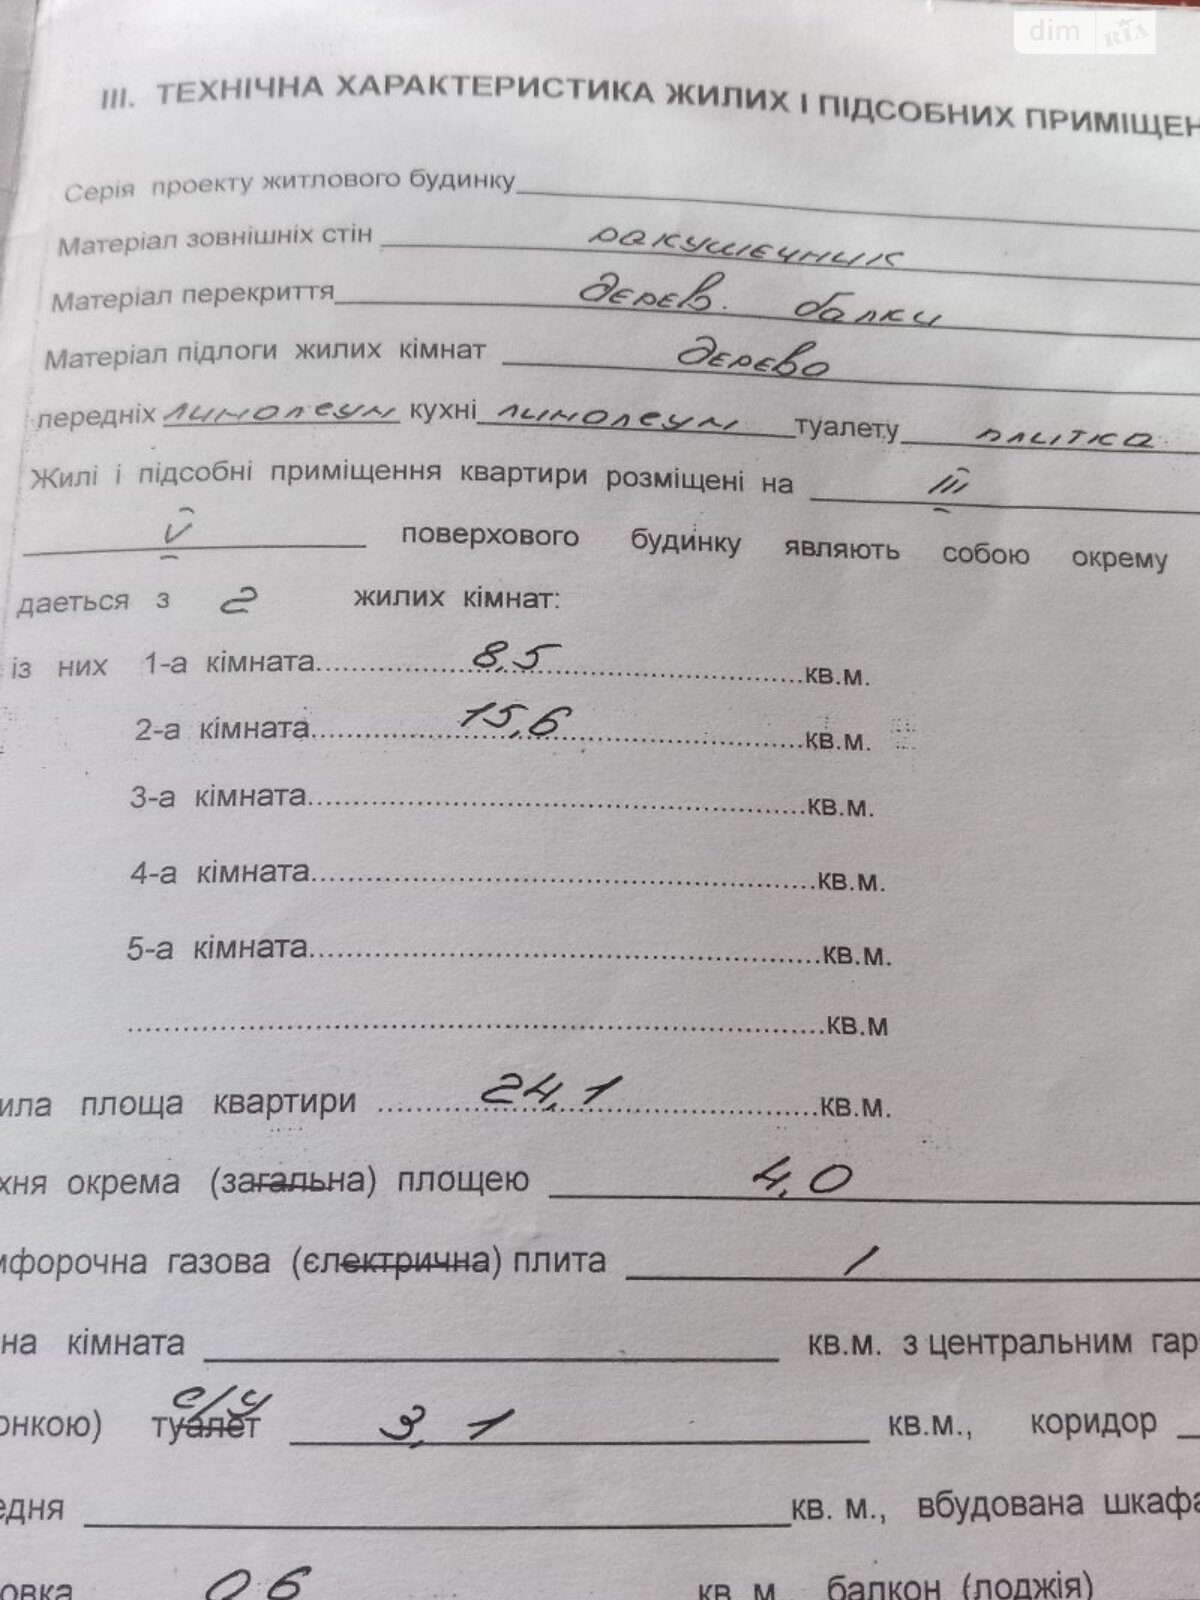 dim RIA
III. ТЕХНІЧНА ХАРАКТЕРИСТИКА ЖИЛИХ І ПІДСОБНИХ ПРИМІЩЕН
Серія проекту житлового будинку
Матеріал зовнішніх стін ракушечник
Матеріал перекриття дерев. балки
Матеріал підлоги жилих кімнат дерево
передніх линолеум кухні линолеум туалету плитка
Жилі і підсобні приміщення квартири розміщені на III
V поверхового будинку являють собою окрему
дається з 2 жилих кімнат:
із них 1-а кімната 8,5 кв.м.
2-а кімната 15,6 кв.м.
3-а кімната кв.м.
4-а кімната кв.м.
5-а кімната кв.м.
кв.м
ила площа квартири 24,1 кв.м.
хня окрема (загальна) площею 4,0
мфорочна газова (єлектрична) плита 1
на кімната кв.м. з центральним гар
онкою) туалет с/у 3,1 кв.м., коридор
едня кв. м., вбудована шкафа
овка 0,6 кв. м., балкон (лоджія)